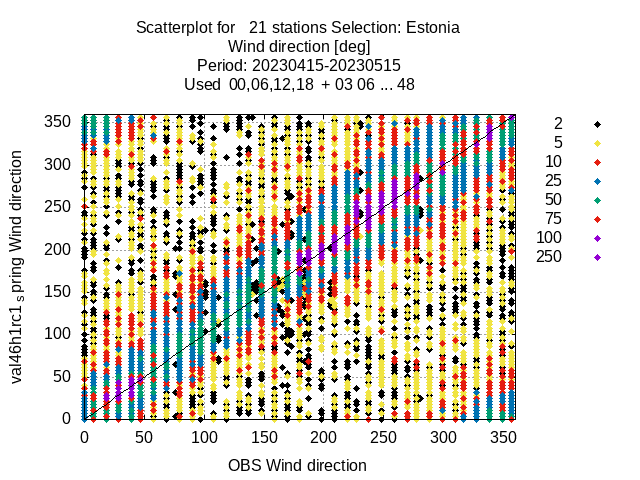 Scatterplot for 21 stations Selection: Estonia
Wind direction [deg]
Period: 20230415-20230515
Used 00,06,12,18 + 03 06 ... 48
val46h1rc1 s pring Wind direction
350
300
250
200
150
100
50
0
0 50 100 150 200 250 300 350
OBS Wind direction
2
5
10
25
50
75
100
250